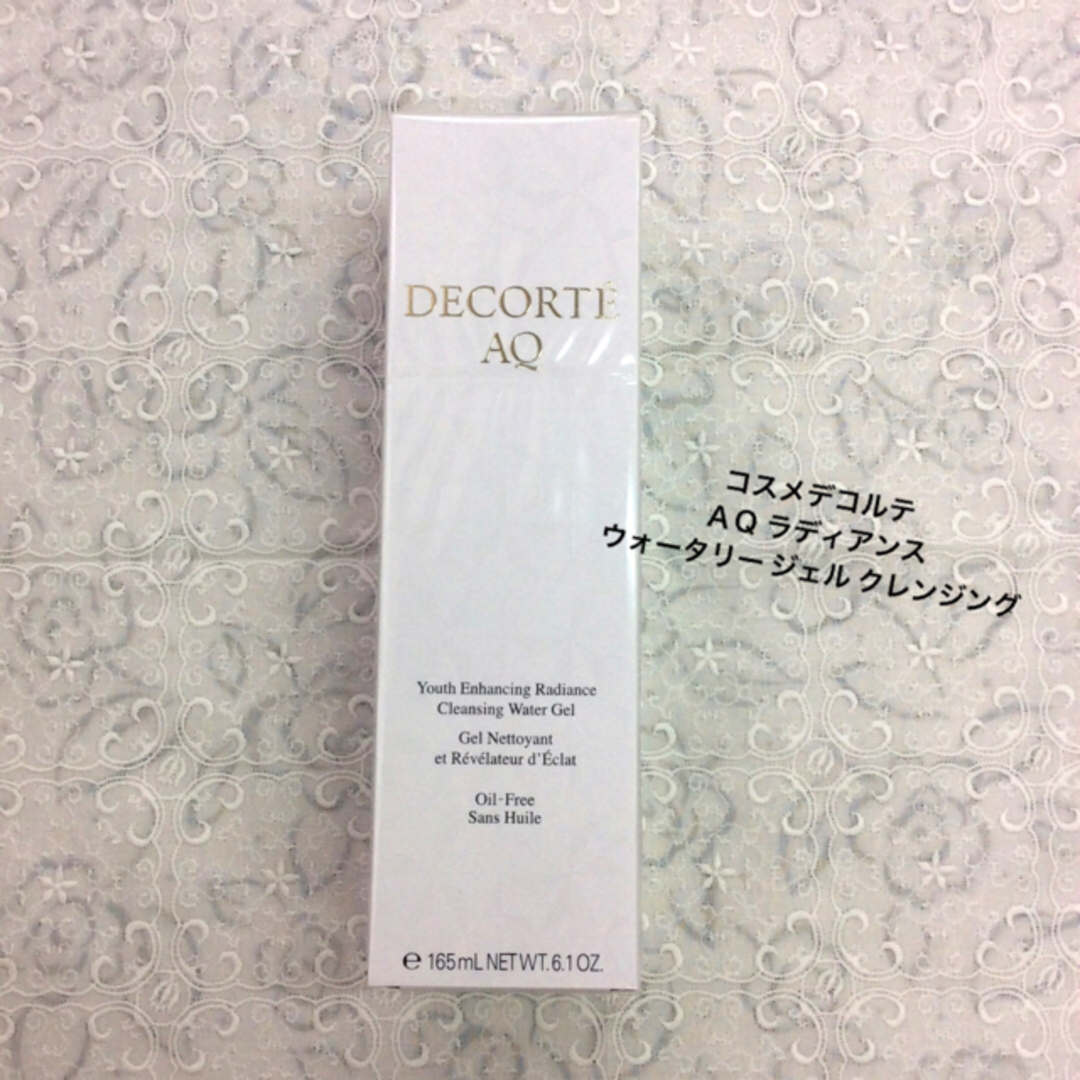 DECORTÉ
AQ
コスメデコルテ
AQ ラディアンス
ウォータリー ジェル クレンジング
Youth Enhancing Radiance
Cleansing Water Gel
Gel Nettoyant
et Révélateur d'Éclat
Oil-Free
Sans Huile
℮ 165mL NET WT. 6.1 OZ.